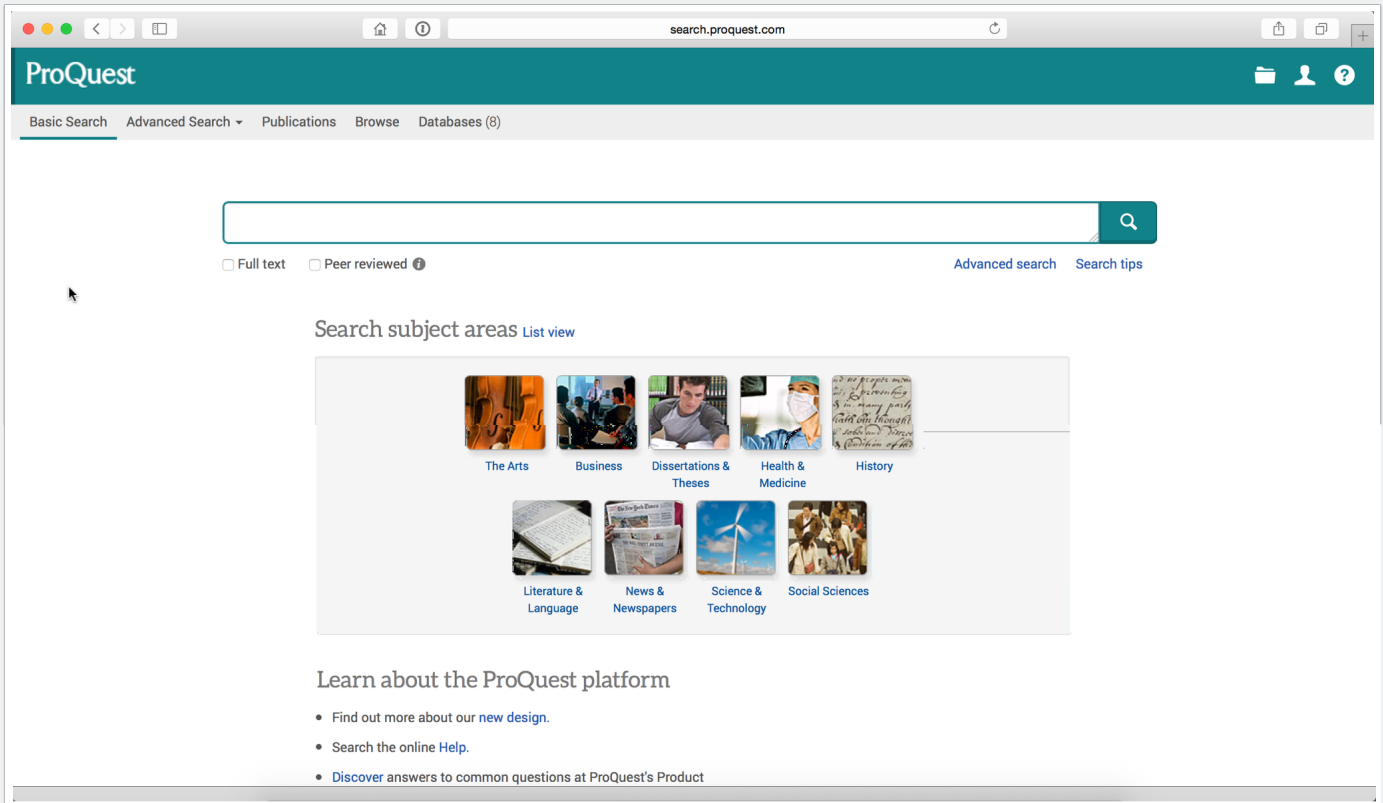 search.proquest.com
ProQuest
Basic Search Advanced Search Publications Browse Databases (8)
Full text Peer reviewed Advanced search Search tips
Search subject areas List view
The Arts Business Dissertations & Health & History
Theses Medicine
Literature & News & Science & Social Sciences
Language Newspapers Technology
Learn about the ProQuest platform
Find out more about our new design.
Search the online Help.
Discover answers to common questions at ProQuest's Product